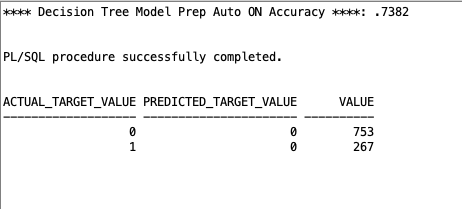 **** Decision Tree Model Prep Auto ON Accuracy ****: .7382
PL/SQL procedure successfully completed.
ACTUAL_TARGET_VALUE PREDICTED_TARGET_VALUE      VALUE
------------------- ---------------------- ----------
                  0                      0        753
                  1                      0        267